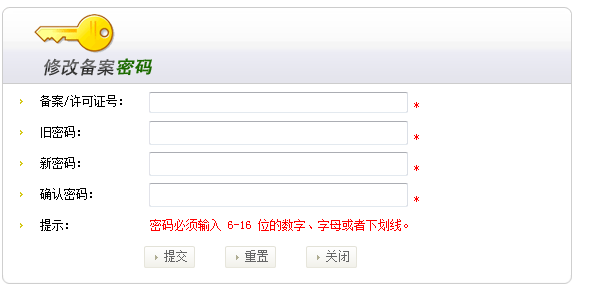 修改备案密码
备案/许可证号： *
旧密码： *
新密码： *
确认密码： *
提示： 密码必须输入 6-16 位的数字、字母或者下划线。
提交 重置 关闭